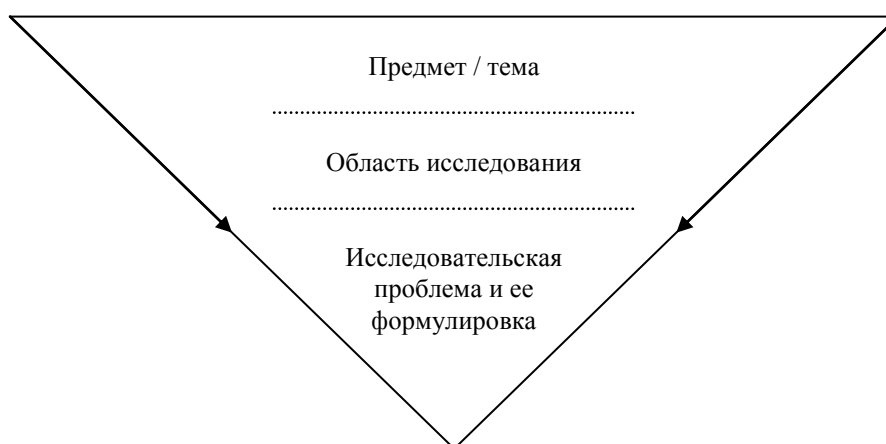 Предмет / тема
Область исследования
Исследовательская
проблема и ее
формулировка